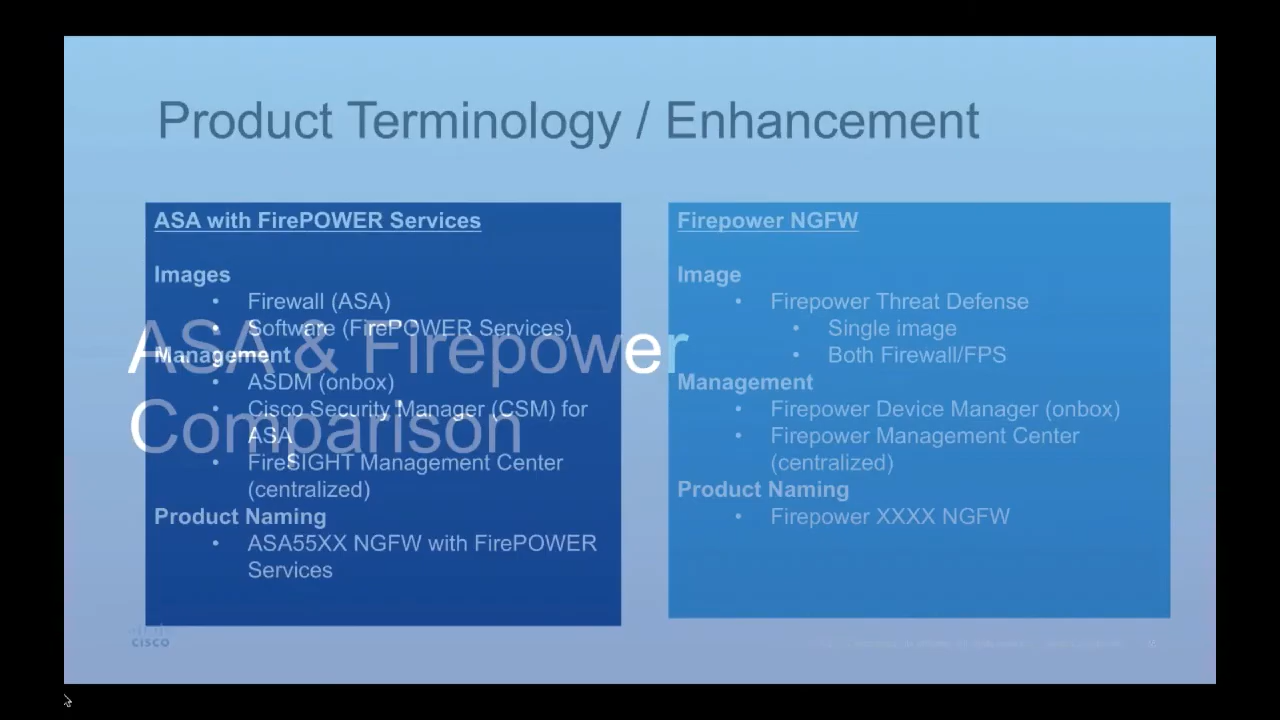 Product Terminology / Enhancement
ASA with FirePOWER Services
Images
• Firewall (ASA)
• Software (FirePOWER Services)
Management
• ASDM (onbox)
• Cisco Security Manager (CSM) for
ASA
• FireSIGHT Management Center
(centralized)
Product Naming
• ASA55XX NGFW with FirePOWER
Services
Firepower NGFW
Image
• Firepower Threat Defense
• Single image
• Both Firewall/FPS
Management
• Firepower Device Manager (onbox)
• Firepower Management Center
(centralized)
Product Naming
• Firepower XXXX NGFW
ASA & Firepower
Comparison
CISCO